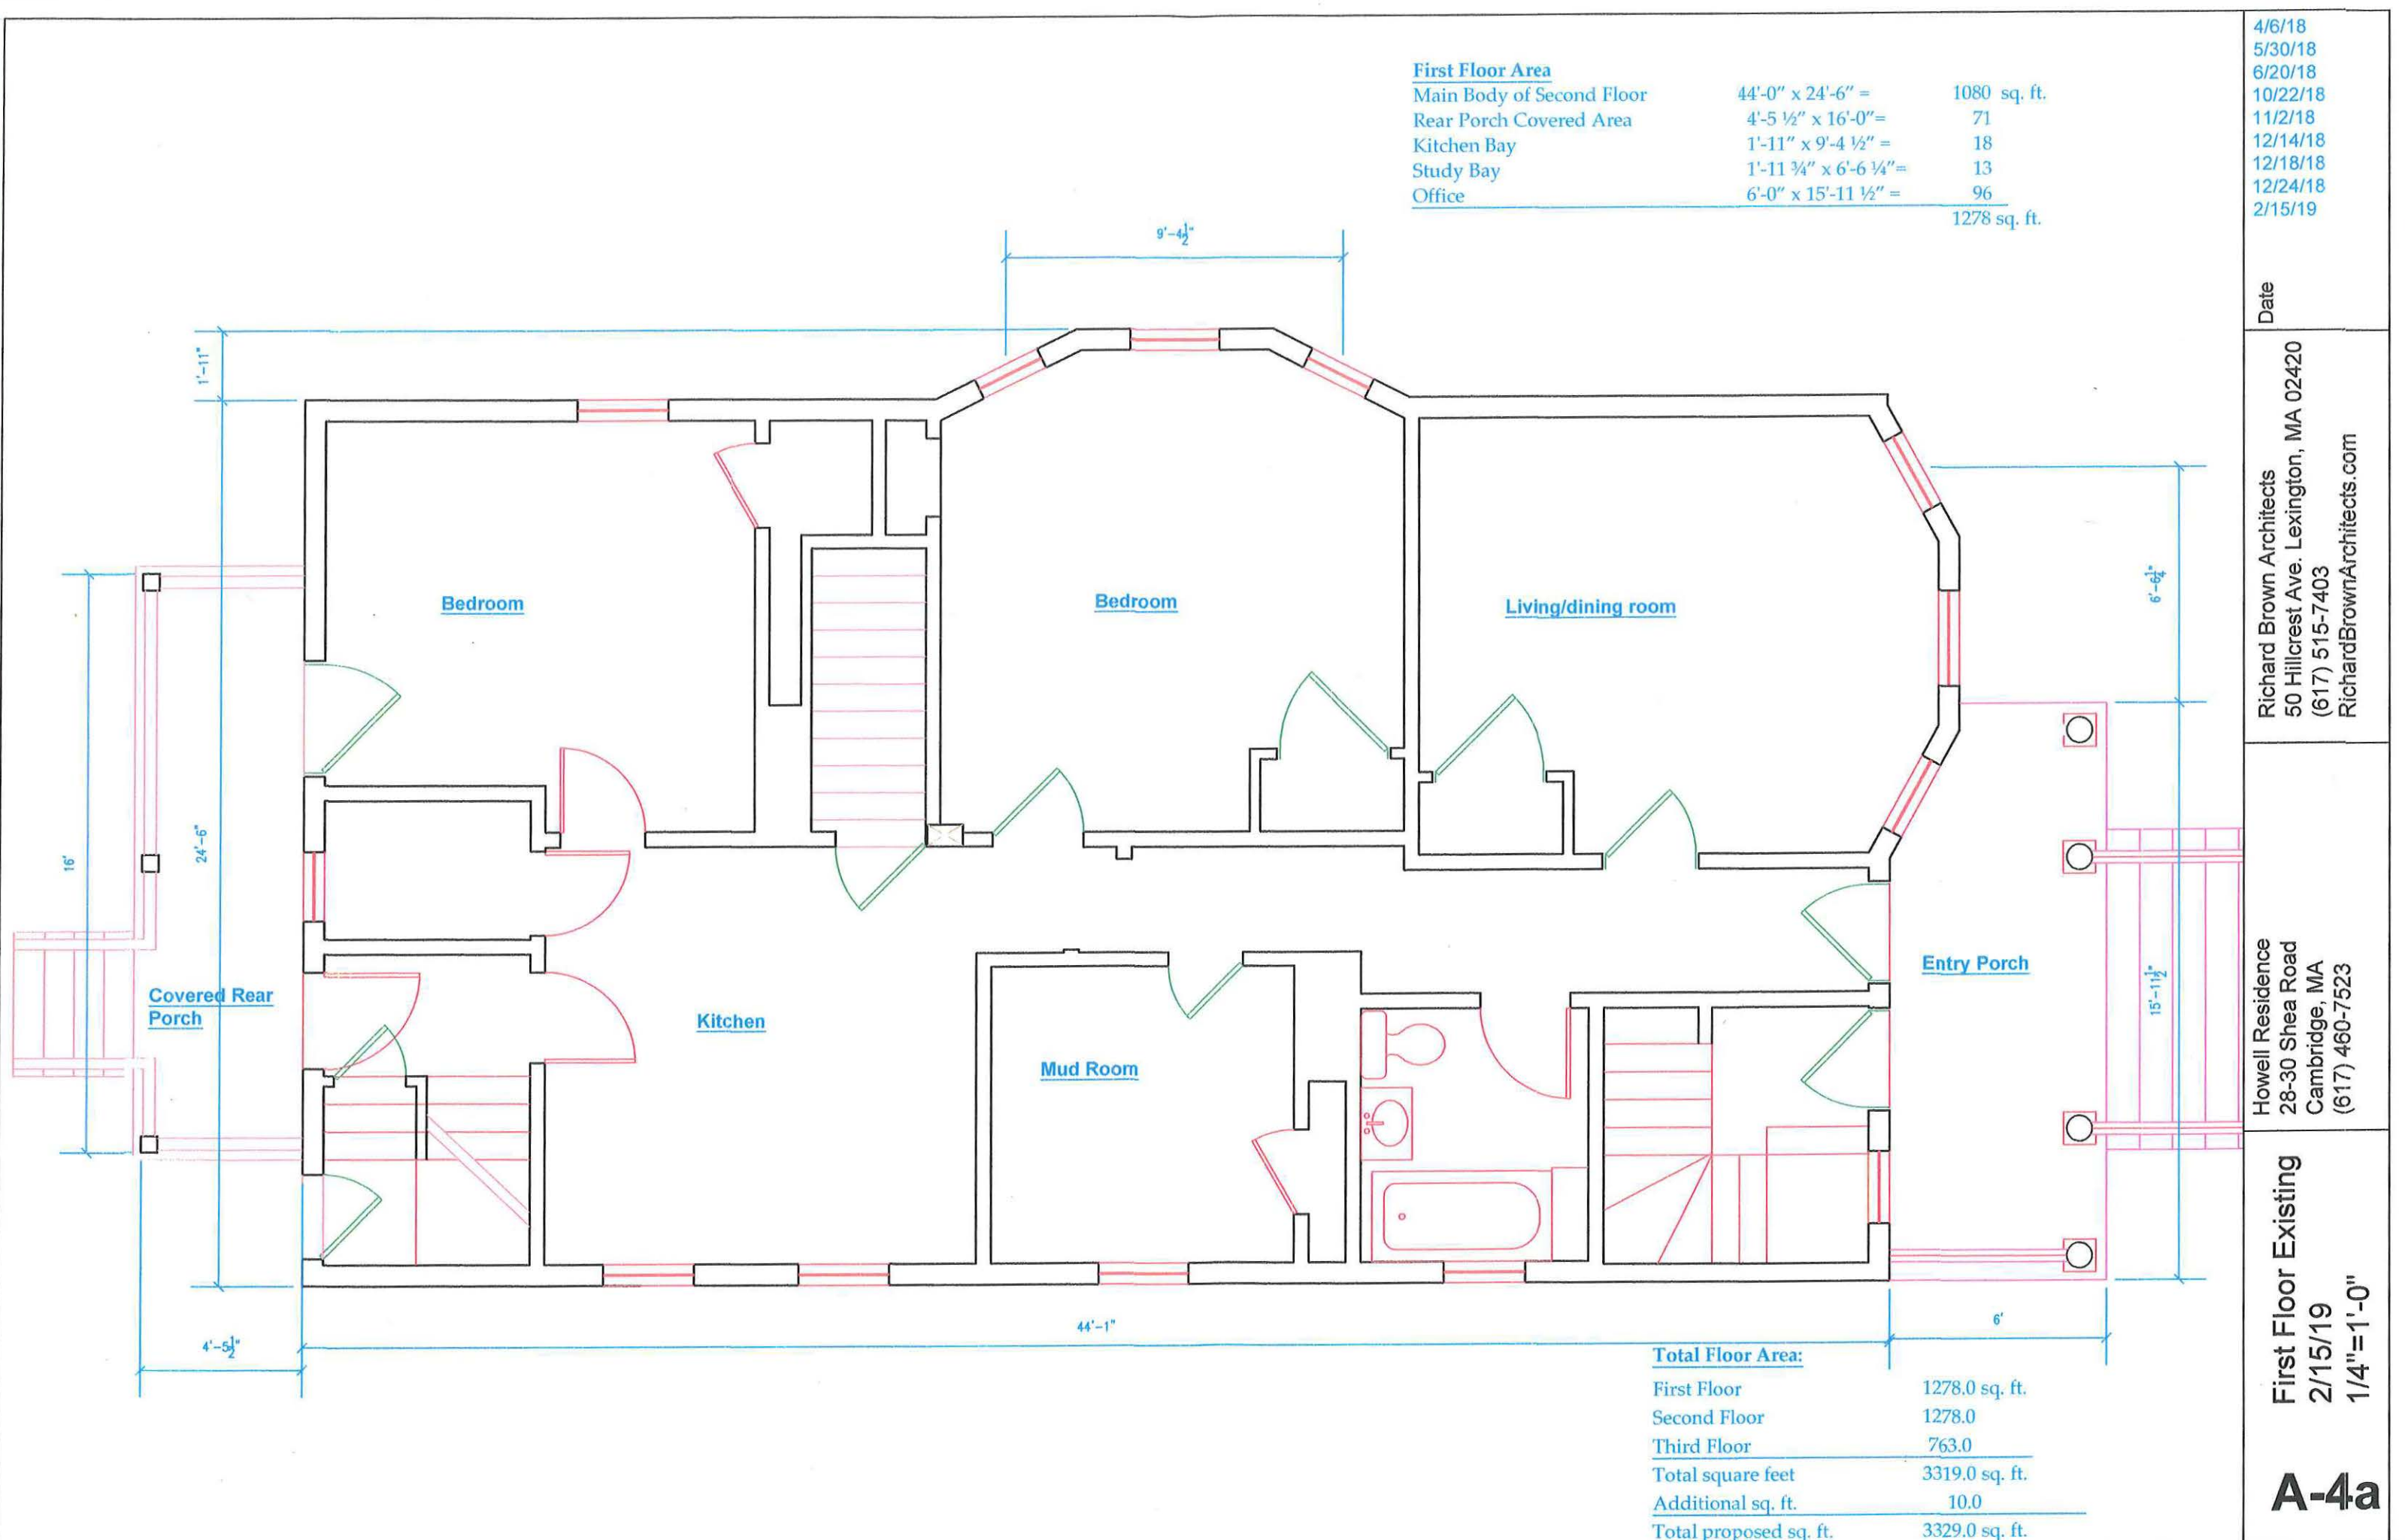 First Floor Area
Main Body of Second Floor 44'-0" x 24'-6" = 1080 sq. ft.
Rear Porch Covered Area 4'-5 ½" x 16'-0"= 71
Kitchen Bay 1'-11" x 9'-4 ½" = 18
Study Bay 1'-11 ¾" x 6'-6 ¼"= 13
Office 6'-0" x 15'-11 ½" = 96
1278 sq. ft.
4/6/18
5/30/18
6/20/18
10/22/18
11/2/18
12/14/18
12/18/18
12/24/18
2/15/19
Date
Richard Brown Architects
50 Hillcrest Ave. Lexington, MA 02420
(617) 515-7403
RichardBrownArchitects.com
Howell Residence
28-30 Shea Road
Cambridge, MA
(617) 460-7523
First Floor Existing
2/15/19
1/4"=1'-0"
A-4a
9'-4½"
1'-11"
Bedroom
Bedroom
Living/dining room
6'-6¼"
16'
24'-6"
Covered Rear
Porch
Kitchen
Mud Room
Entry Porch
15'-11½"
4'-5½"
44'-1"
6'
Total Floor Area:
First Floor 1278.0 sq. ft.
Second Floor 1278.0
Third Floor 763.0
Total square feet 3319.0 sq. ft.
Additional sq. ft. 10.0
Total proposed sq. ft. 3329.0 sq. ft.